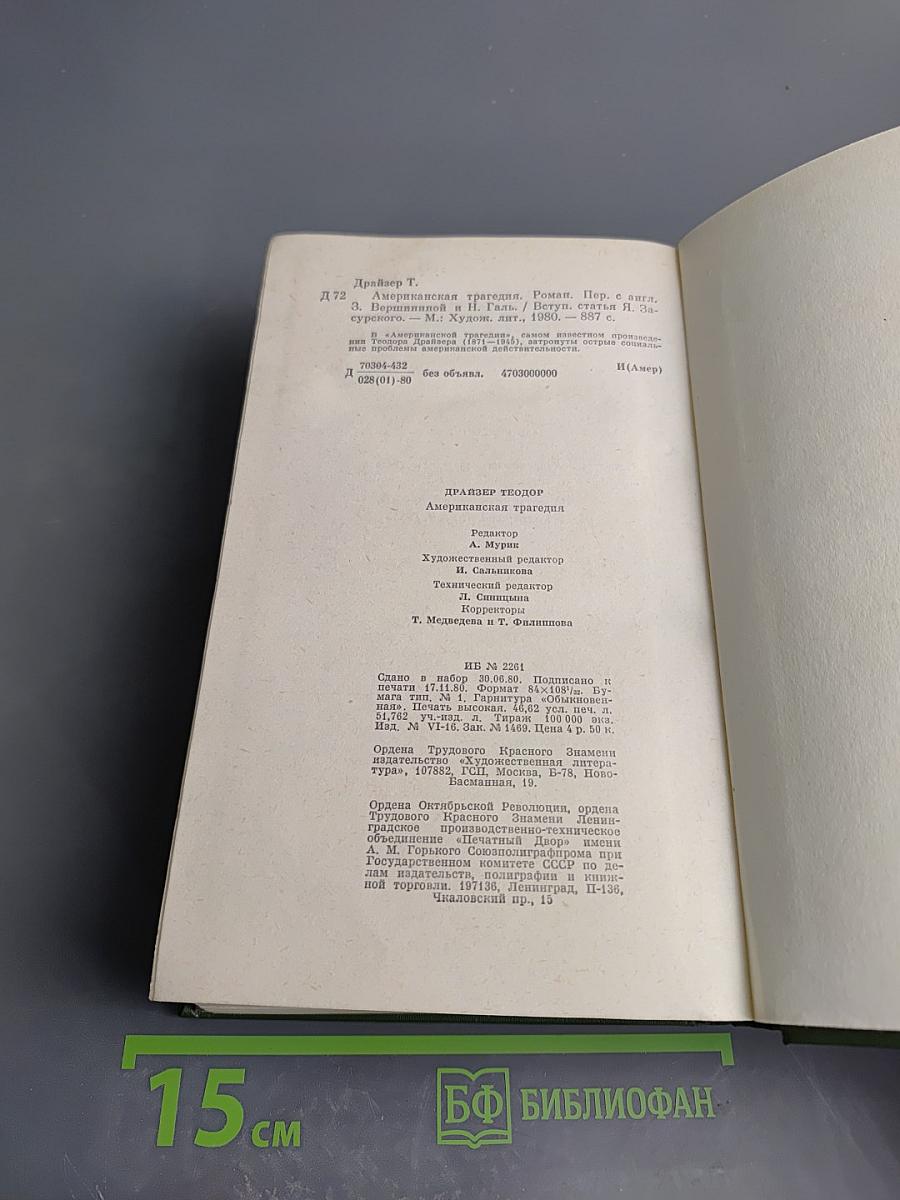 Драйзер Т.
Д 72 Американская трагедия. Роман. Пер. с англ.
З. Вершининой и Н. Галь. / Вступ. статья Я. За-
сурского. — М.: Худож. лит., 1980. — 887 с.
В «Американской трагедии», самом известном произведе-
нии Теодора Драйзера (1871—1945), затронуты острые социаль-
ные проблемы американской действительности.
Д 70304-432 / 028(01)-80 без объявл. 4703000000 И(Амер)
ДРАЙЗЕР ТЕОДОР
Американская трагедия
Редактор
А. Мурик
Художественный редактор
И. Сальникова
Технический редактор
Л. Синицына
Корректоры
Т. Медведева и Т. Филиппова
ИБ № 2261
Сдано в набор 30.06.80. Подписано к
печати 17.11.80. Формат 84×108¹/₃₂. Бу-
мага тип. № 1. Гарнитура «Обыкновен-
ная». Печать высокая. 46,62 усл. печ. л.
51,762 уч.-изд. л. Тираж 100 000 экз.
Изд. № VI-16. Зак. № 1469. Цена 4 р. 50 к.
Ордена Трудового Красного Знамени
издательство «Художественная литера-
тура», 107882, ГСП, Москва, Б-78, Ново-
Басманная, 19.
Ордена Октябрьской Революции, ордена
Трудового Красного Знамени Ленин-
градское производственно-техническое
объединение «Печатный Двор» имени
А. М. Горького Союзполиграфпрома при
Государственном комитете СССР по де-
лам издательств, полиграфии и книж-
ной торговли. 197136, Ленинград, П-136,
Чкаловский пр., 15
15 см
БФ БИБЛИОФАН